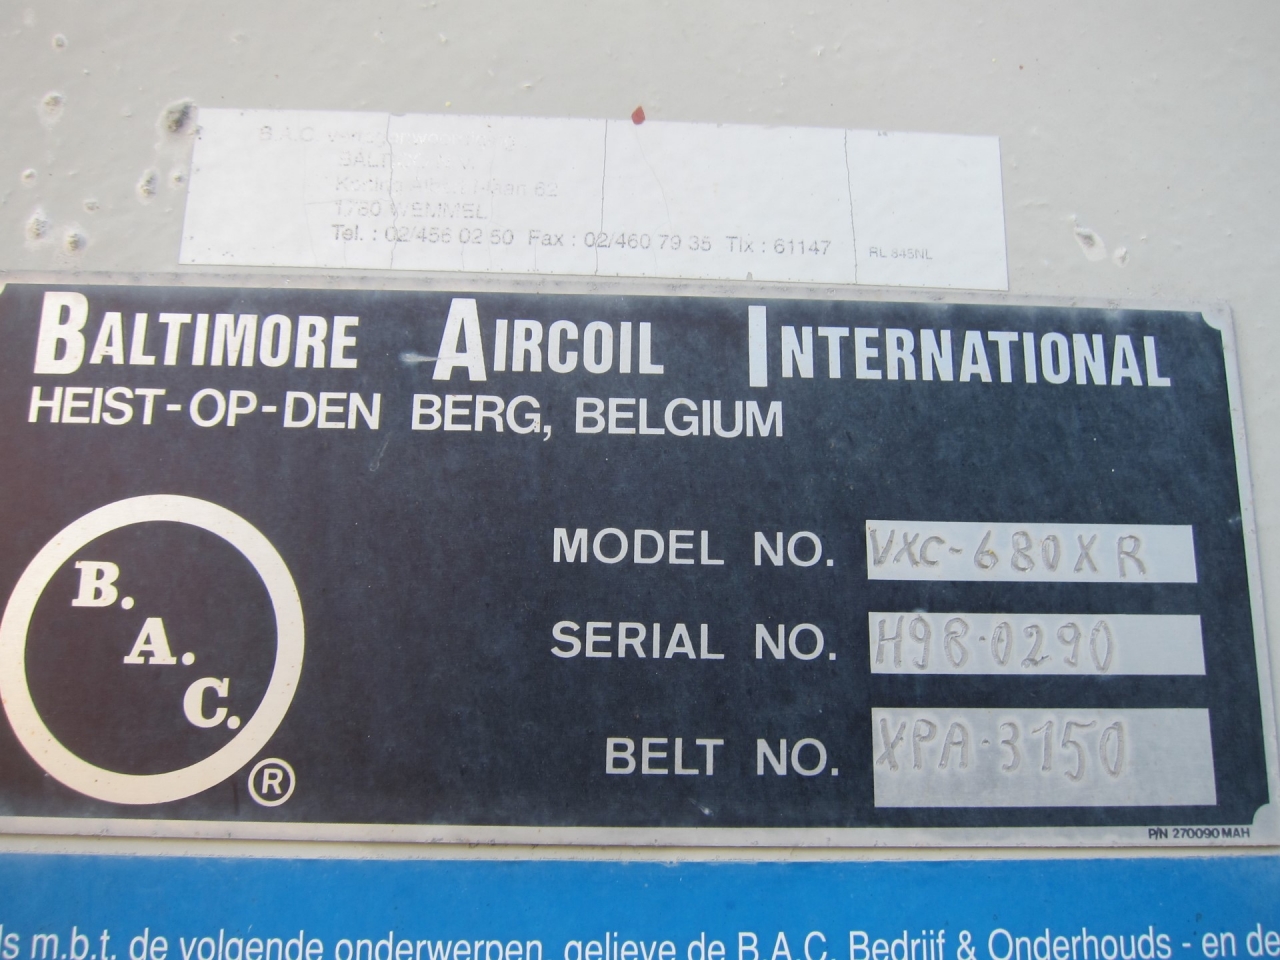 B.A.C.
BALT
62
1780 WEMMEL
Tel. : 02/456 02 50 Fax : 02/460 79 35 Tlx : 61147
RL 845NL
BALTIMORE AIRCOIL INTERNATIONAL
HEIST-OP-DEN BERG, BELGIUM
B.
A.
C.
®
MODEL NO. VXC-680XR
SERIAL NO. H98-0290
BELT NO. XPA-3150
P/N 270090 MAH
m.b.t. de volgende onderwerpen, gelieve de B.A.C. Bedrijf & Onderhouds - en de